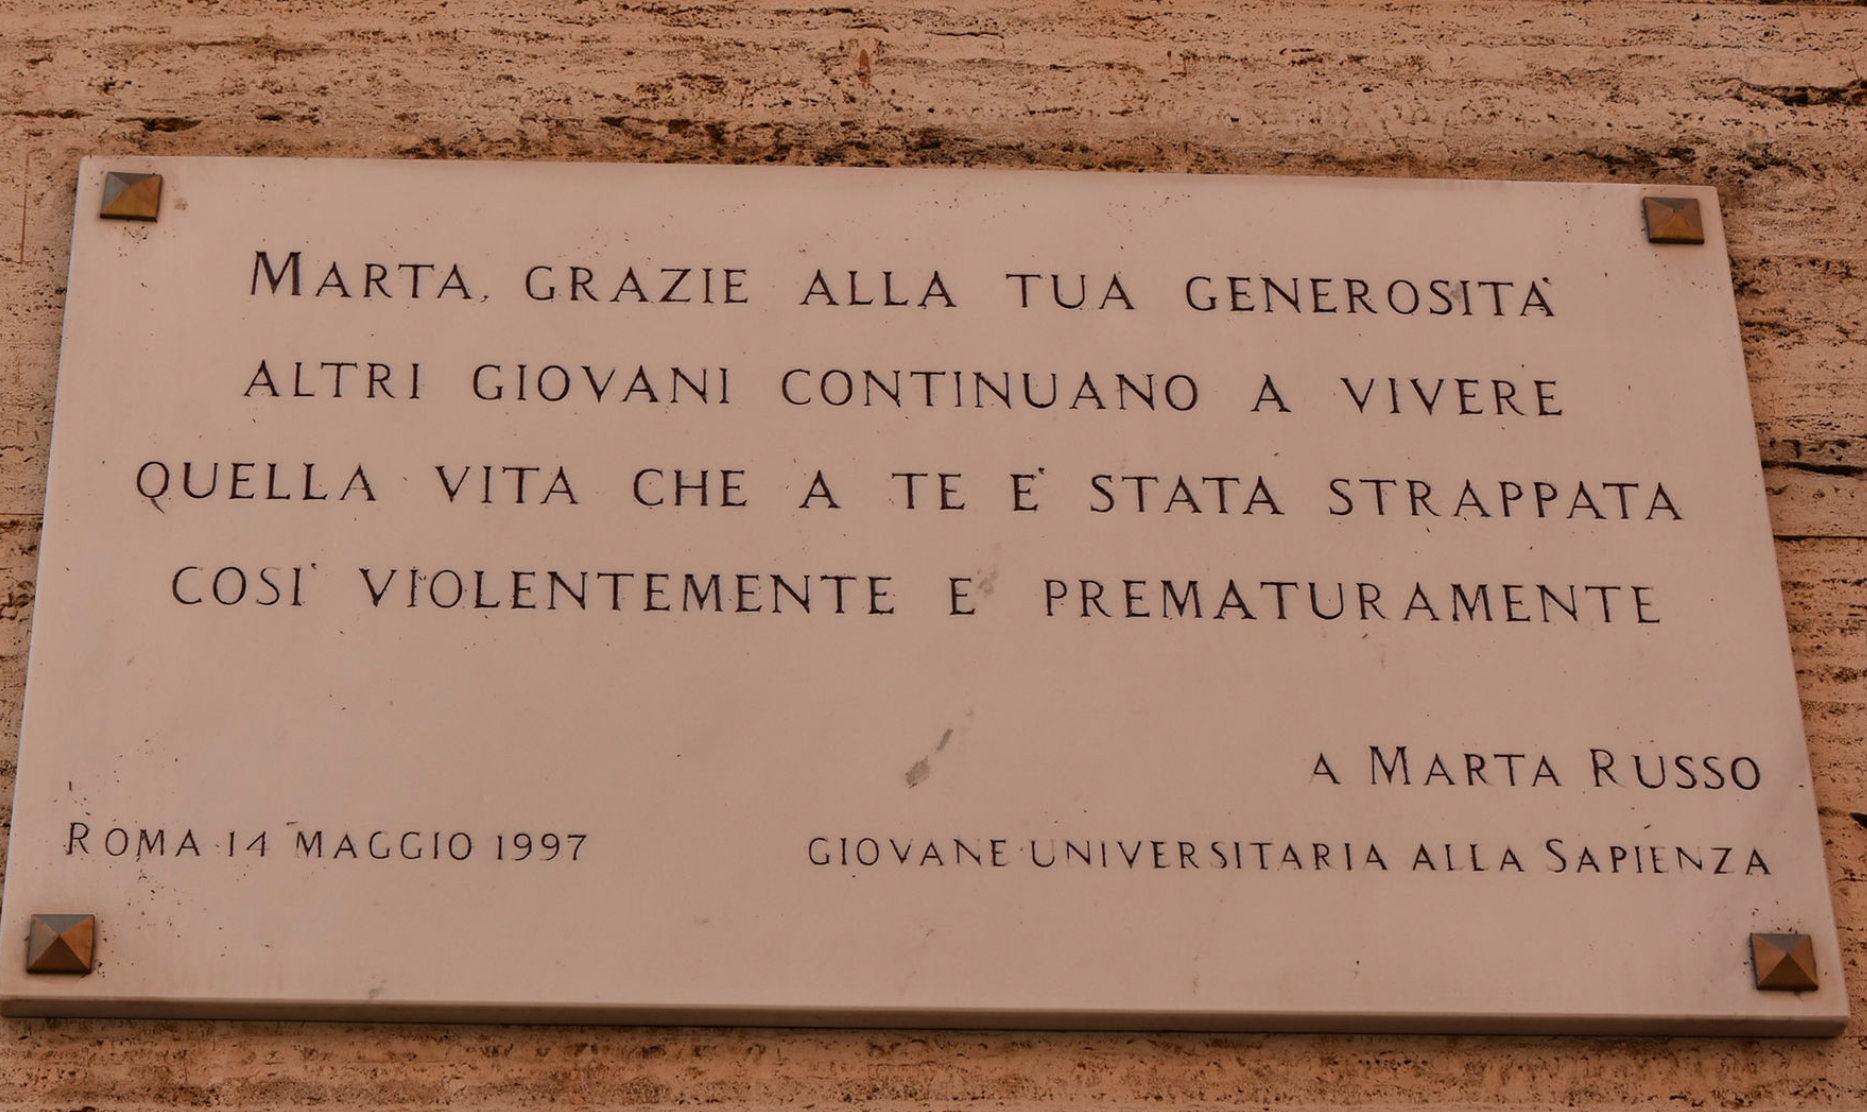 MARTA, GRAZIE ALLA TUA GENEROSITÀ
ALTRI GIOVANI CONTINUANO A VIVERE
QUELLA VITA CHE A TE E' STATA STRAPPATA
COSI' VIOLENTEMENTE E PREMATURAMENTE
A MARTA RUSSO
ROMA 14 MAGGIO 1997 GIOVANE UNIVERSITARIA ALLA SAPIENZA